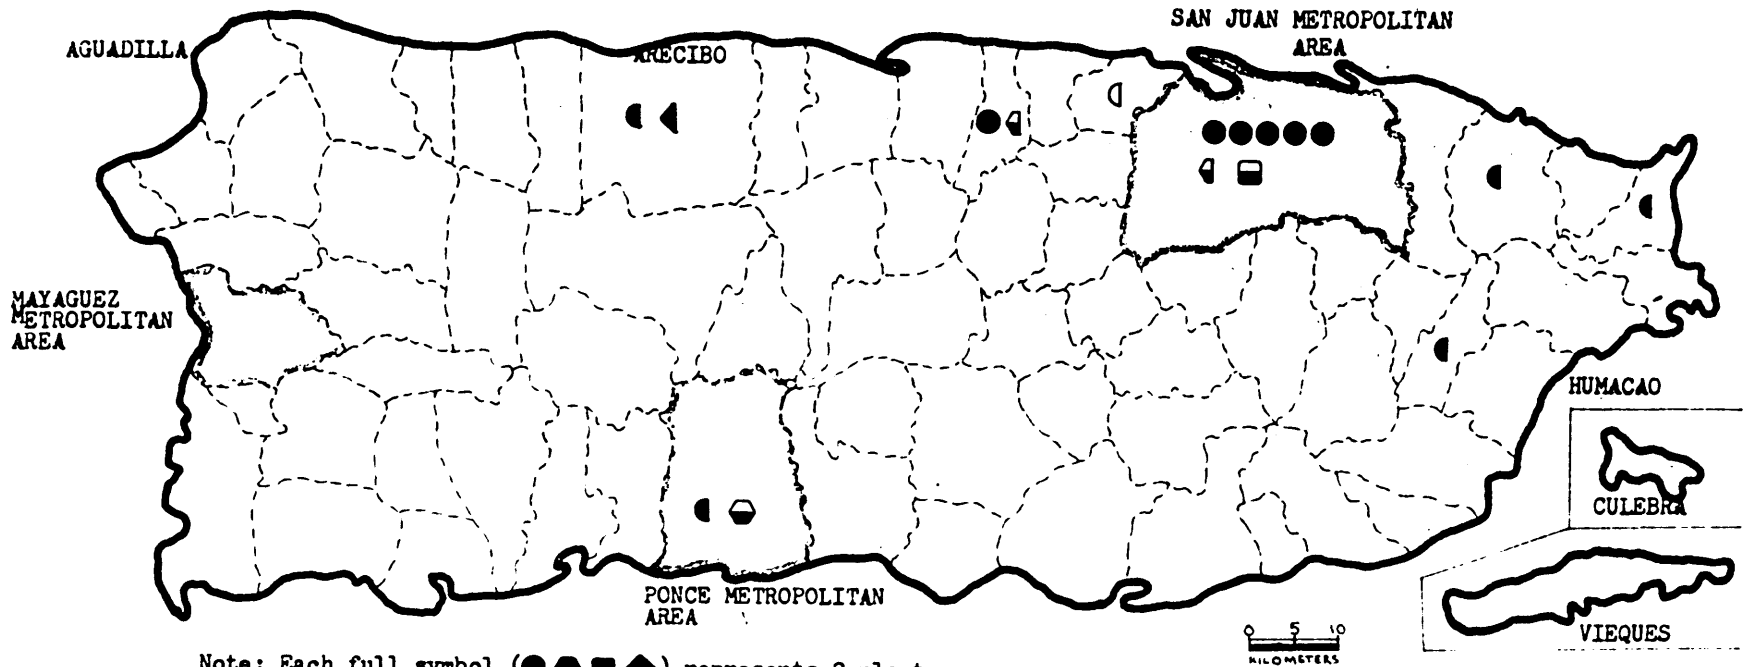 SAN JUAN METROPOLITAN
AREA
AGUADILLA
ARECIBO
MAYAGUEZ
METROPOLITAN
AREA
HUMACAO
CULEBRA
PONCE METROPOLITAN
AREA
VIEQUES
0 5 10
KILOMETERS
Note: Each full symbol ( ) represents